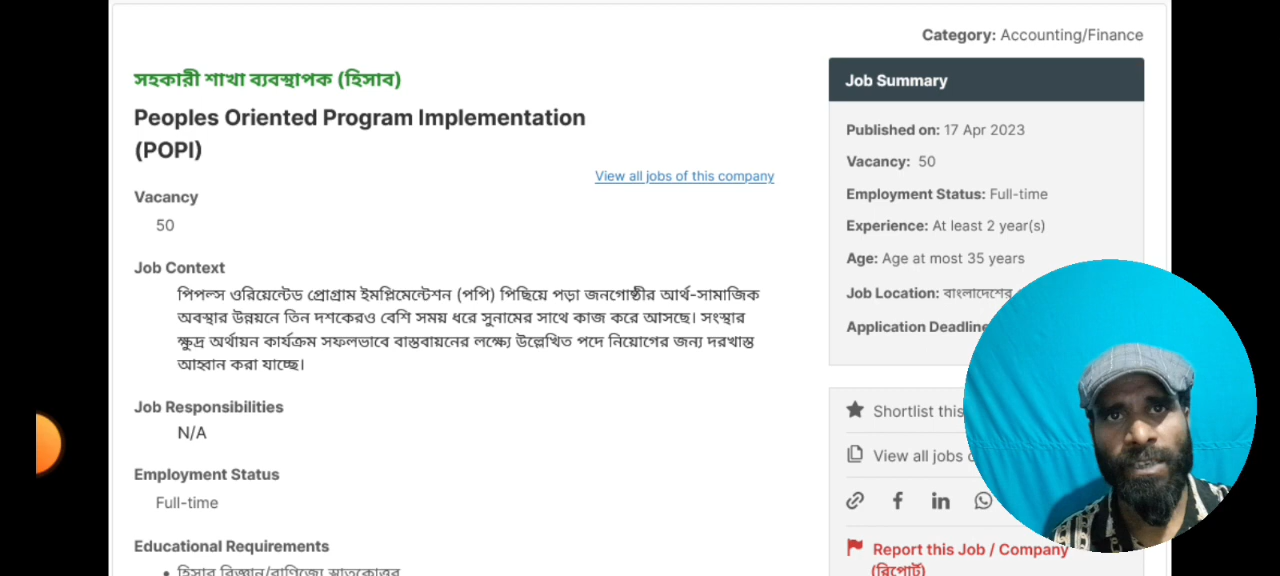 Category: Accounting/Finance
সহকারী শাখা ব্যবস্থাপক (হিসাব)
Peoples Oriented Program Implementation
(POPI)
View all jobs of this company
Vacancy
50
Job Context
পিপল্স ওরিয়েন্টেড প্রোগ্রাম ইমপ্লিমেন্টেশন (পপি) পিছিয়ে পড়া জনগোষ্ঠীর আর্থ-সামাজিক
অবস্থার উন্নয়নে তিন দশকেরও বেশি সময় ধরে সুনামের সাথে কাজ করে আসছে। সংস্থার
ক্ষুদ্র অর্থায়ন কার্যক্রম সফলভাবে বাস্তবায়নের লক্ষ্যে উল্লেখিত পদে নিয়োগের জন্য দরখাস্ত
আহ্বান করা যাচ্ছে।
Job Responsibilities
N/A
Employment Status
Full-time
Educational Requirements
• হিসাব বিজ্ঞান/বাণিজ্যে স্নাতকোত্তর
Job Summary
Published on: 17 Apr 2023
Vacancy: 50
Employment Status: Full-time
Experience: At least 2 year(s)
Age: Age at most 35 years
Job Location: বাংলাদেশের
Application Deadline
Shortlist this
View all jobs
Report this Job / Company
(রিপোর্ট)